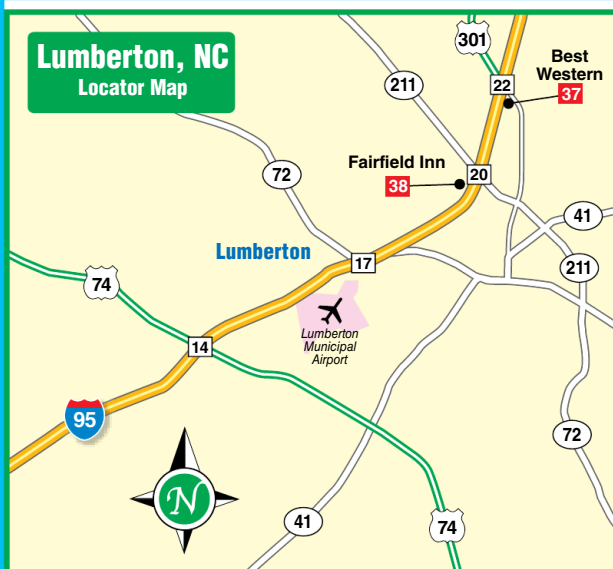 Lumberton, NC
Locator Map
301
22
Best
Western
37
211
Fairfield Inn
38
20
72
41
Lumberton
17
211
74
Lumberton
Municipal
Airport
14
95
72
N
41
74